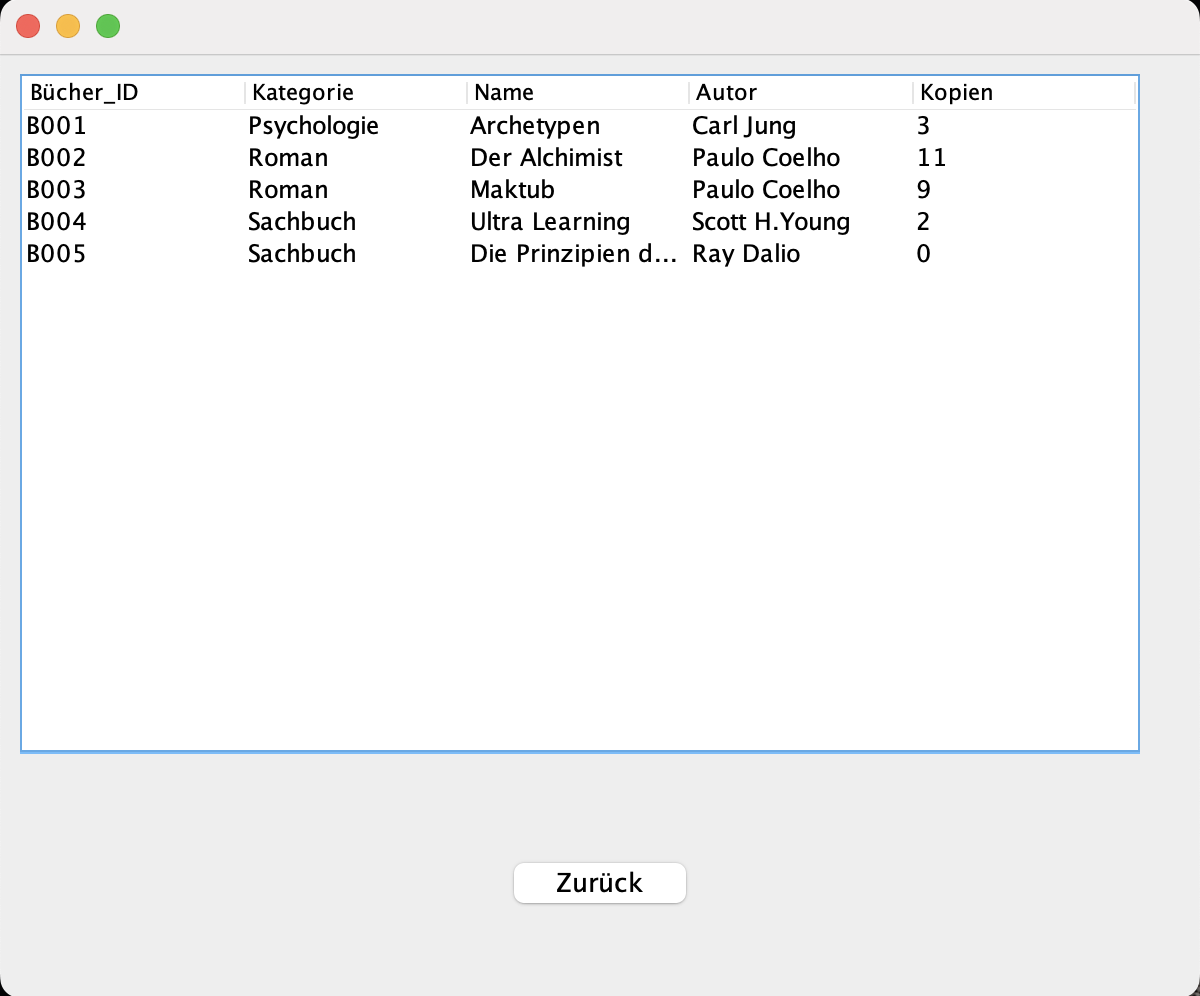 Bücher_ID Kategorie Name Autor Kopien
B001 Psychologie Archetypen Carl Jung 3
B002 Roman Der Alchimist Paulo Coelho 11
B003 Roman Maktub Paulo Coelho 9
B004 Sachbuch Ultra Learning Scott H.Young 2
B005 Sachbuch Die Prinzipien d... Ray Dalio 0
Zurück